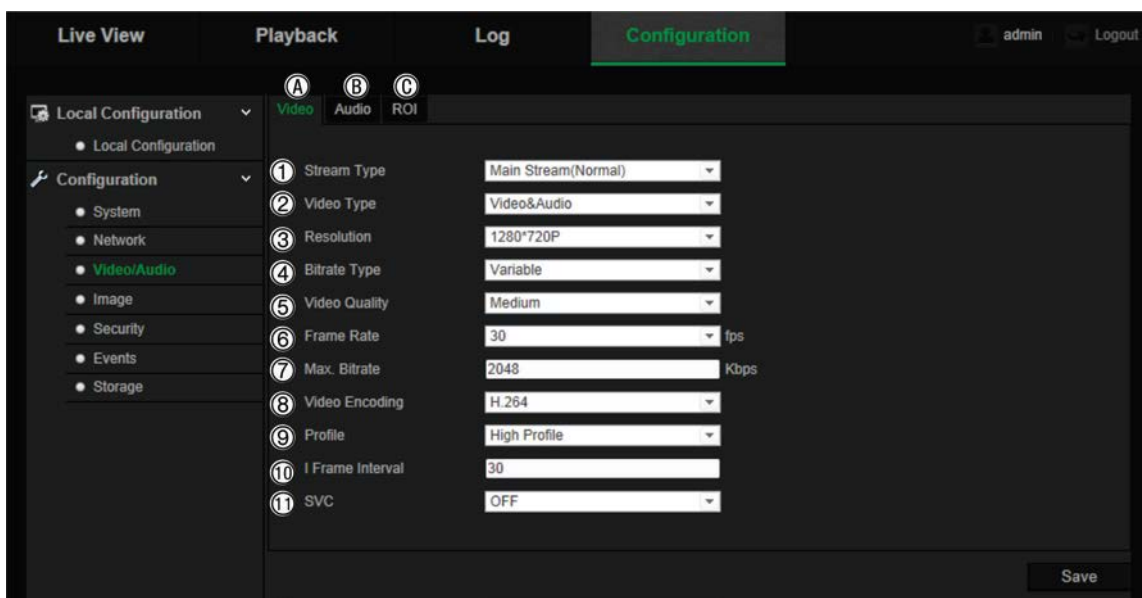 Live View Playback Log Configuration admin Logout
Ⓐ Ⓑ Ⓒ
Local Configuration Video Audio ROI
Local Configuration
Configuration
System
Network
Video/Audio
Image
Security
Events
Storage
① Stream Type Main Stream(Normal)
② Video Type Video&Audio
③ Resolution 1280*720P
④ Bitrate Type Variable
⑤ Video Quality Medium
⑥ Frame Rate 30 fps
⑦ Max. Bitrate 2048 Kbps
⑧ Video Encoding H.264
⑨ Profile High Profile
⑩ I Frame Interval 30
⑪ SVC OFF
Save